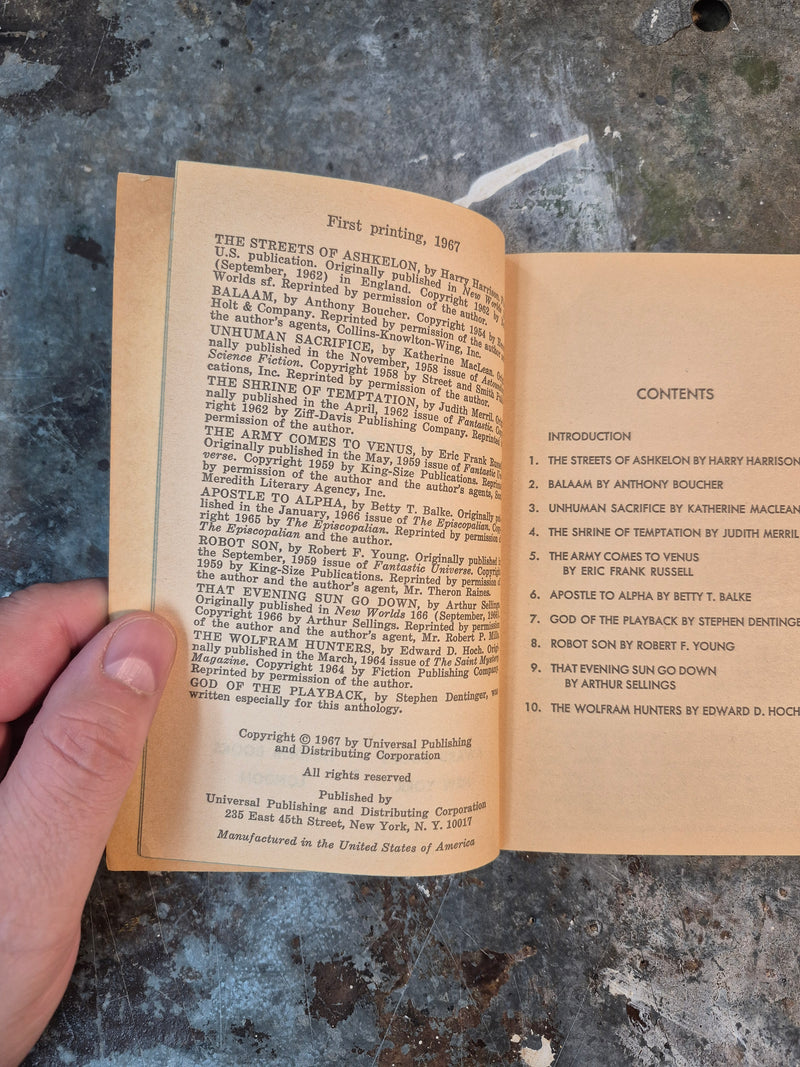 First printing, 1967
THE STREETS OF ASHKELON, by Harry Harrison.
U.S. publication. Originally published in New Worlds
(September, 1962) in England. Copyright 1962 by
Worlds sf. Reprinted by permission of the author.
BALAAM, by Anthony Boucher. Copyright 1954 by
Holt & Company. Reprinted by permission of the author
the author's agents, Collins-Knowlton-Wing, Inc.
UNHUMAN SACRIFICE, by Katherine MacLean.
nally published in the November, 1958 issue of
Science Fiction. Copyright 1958 by Street and Smith
cations, Inc. Reprinted by permission of the author.
THE SHRINE OF TEMPTATION, by Judith Merril.
nally published in the April, 1962 issue of Fantastic.
right 1962 by Ziff-Davis Publishing Company. Reprinted
permission of the author.
THE ARMY COMES TO VENUS, by Eric Frank
Originally published in the May, 1959 issue of Fantastic
verse. Copyright 1959 by King-Size Publications.
by permission of the author and the author's agents,
Meredith Literary Agency, Inc.
APOSTLE TO ALPHA, by Betty T. Balke. Originally
lished in the January, 1966 issue of The Episcopalian.
right 1965 by The Episcopalian. Reprinted by permission of
The Episcopalian and the author.
ROBOT SON, by Robert F. Young. Originally published in
the September, 1959 issue of Fantastic Universe. Copyright
1959 by King-Size Publications. Reprinted by permission of
the author and the author's agent, Mr. Theron Raines.
THAT EVENING SUN GO DOWN, by Arthur Sellings.
Originally published in New Worlds 166 (September, 1966).
Copyright 1966 by Arthur Sellings. Reprinted by permission
of the author and the author's agent, Mr. Robert P. Mills.
THE WOLFRAM HUNTERS, by Edward D. Hoch. Origi-
nally published in the March, 1964 issue of The Saint Mystery
Magazine. Copyright 1964 by Fiction Publishing Company.
Reprinted by permission of the author.
GOD OF THE PLAYBACK, by Stephen Dentinger, was
written especially for this anthology.
Copyright © 1967 by Universal Publishing
and Distributing Corporation
All rights reserved
Published by
Universal Publishing and Distributing Corporation
235 East 45th Street, New York, N. Y. 10017
Manufactured in the United States of America
CONTENTS
INTRODUCTION
1. THE STREETS OF ASHKELON BY HARRY HARRISON
2. BALAAM BY ANTHONY BOUCHER
3. UNHUMAN SACRIFICE BY KATHERINE MACLEAN
4. THE SHRINE OF TEMPTATION BY JUDITH MERRIL
5. THE ARMY COMES TO VENUS
BY ERIC FRANK RUSSELL
6. APOSTLE TO ALPHA BY BETTY T. BALKE
7. GOD OF THE PLAYBACK BY STEPHEN DENTINGE
8. ROBOT SON BY ROBERT F. YOUNG
9. THAT EVENING SUN GO DOWN
BY ARTHUR SELLINGS
10. THE WOLFRAM HUNTERS BY EDWARD D. HOCH